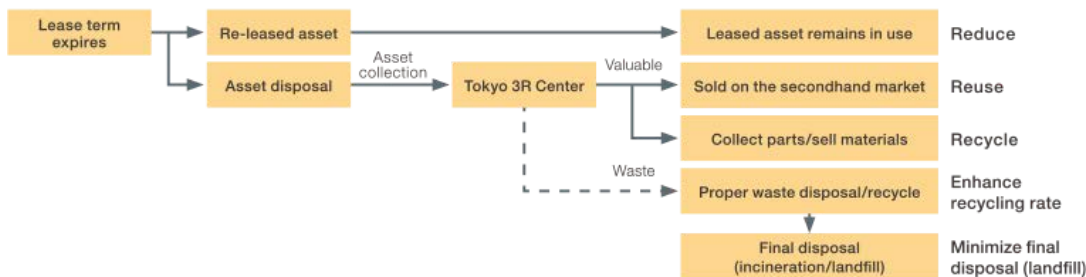 Lease term
expires
Re-leased asset
Leased asset remains in use
Reduce
Asset disposal
Asset
collection
Tokyo 3R Center
Valuable
Sold on the secondhand market
Reuse
Collect parts/sell materials
Recycle
Waste
Proper waste disposal/recycle
Enhance
recycling rate
Final disposal
(incineration/landfill)
Minimize final
disposal (landfill)